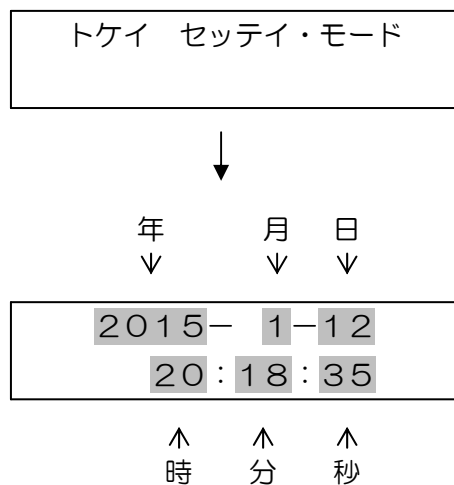 トケイ　セッテイ・モード
年　月　日
２０１５－　１－１２
２０：１８：３５
時　分　秒